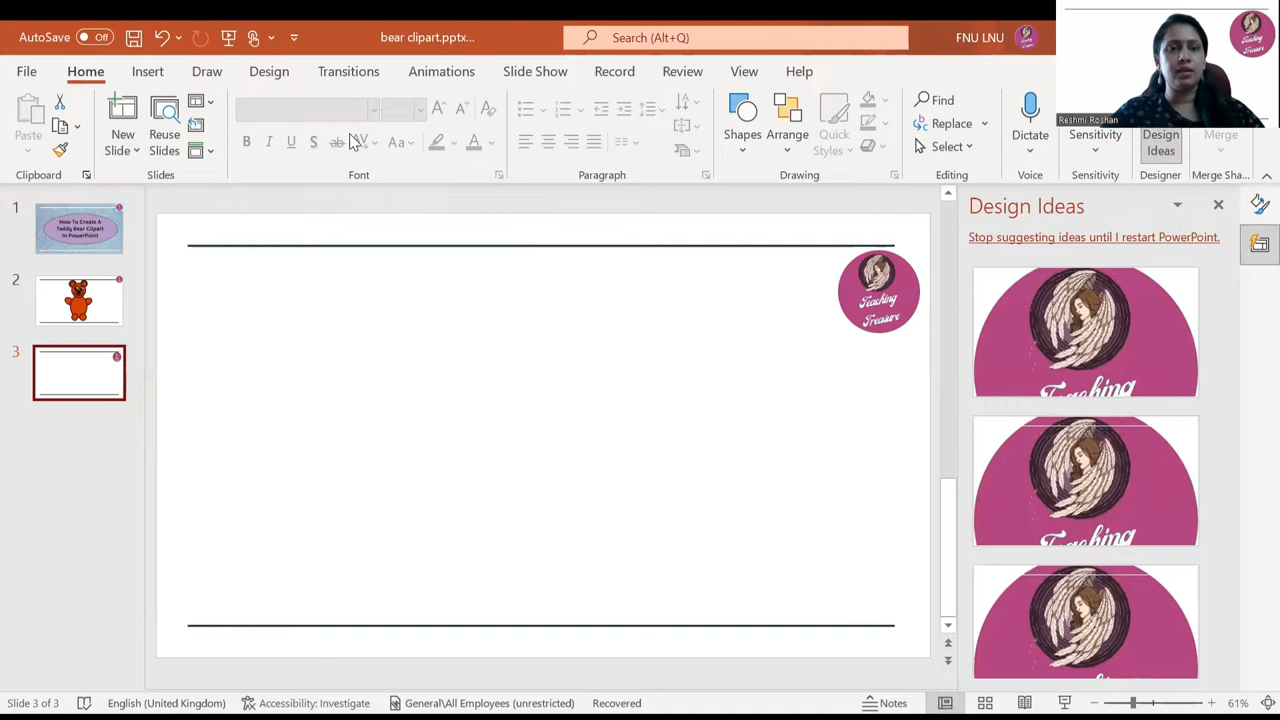 AutoSave Off
bear clipart.pptx...
Search (Alt+Q)
FNU LNU
Teaching
Treasure
Reshmi Roshan
File Home Insert Draw Design Transitions Animations Slide Show Record Review View Help
Paste
Clipboard
New
Slide
Reuse
Slides
Slides
B I U S ab Aa A
Font
Paragraph
Shapes
Arrange
Quick
Styles
Drawing
Find
Replace
Select
Editing
Dictate
Voice
Sensitivity
Sensitivity
Design
Ideas
Designer
Merge
Merge Sha...
1
How To Create A
Teddy Bear Clipart
In PowerPoint
2
3
Teaching
Treasure
Design Ideas
Stop suggesting ideas until I restart PowerPoint.
Teaching
Teaching
Slide 3 of 3 English (United Kingdom) Accessibility: Investigate General\All Employees (unrestricted) Recovered Notes 61%